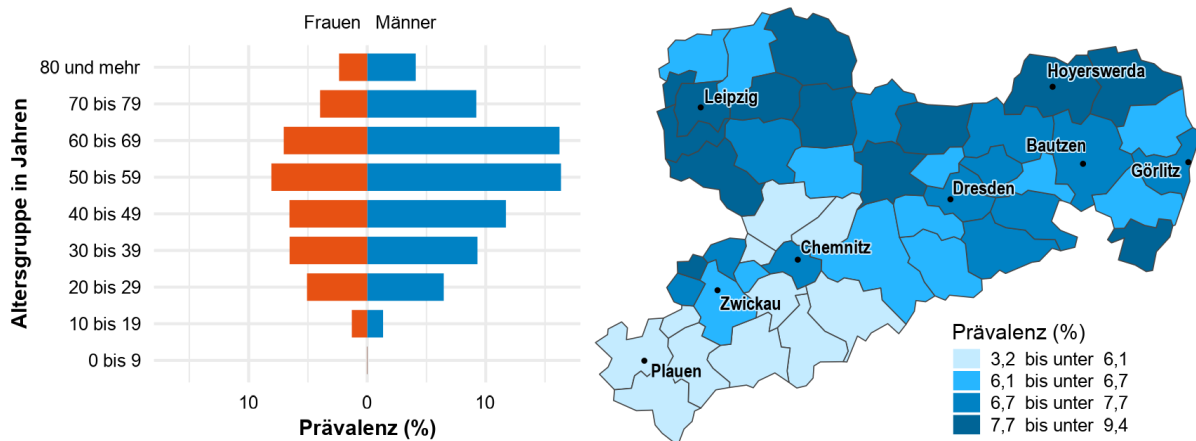 Frauen Männer
Altersgruppe in Jahren
80 und mehr
70 bis 79
60 bis 69
50 bis 59
40 bis 49
30 bis 39
20 bis 29
10 bis 19
0 bis 9
10 0 10
Prävalenz (%)
Hoyerswerda
Leipzig
Bautzen
Görlitz
Dresden
Chemnitz
Zwickau
Plauen
Prävalenz (%)
3,2 bis unter 6,1
6,1 bis unter 6,7
6,7 bis unter 7,7
7,7 bis unter 9,4